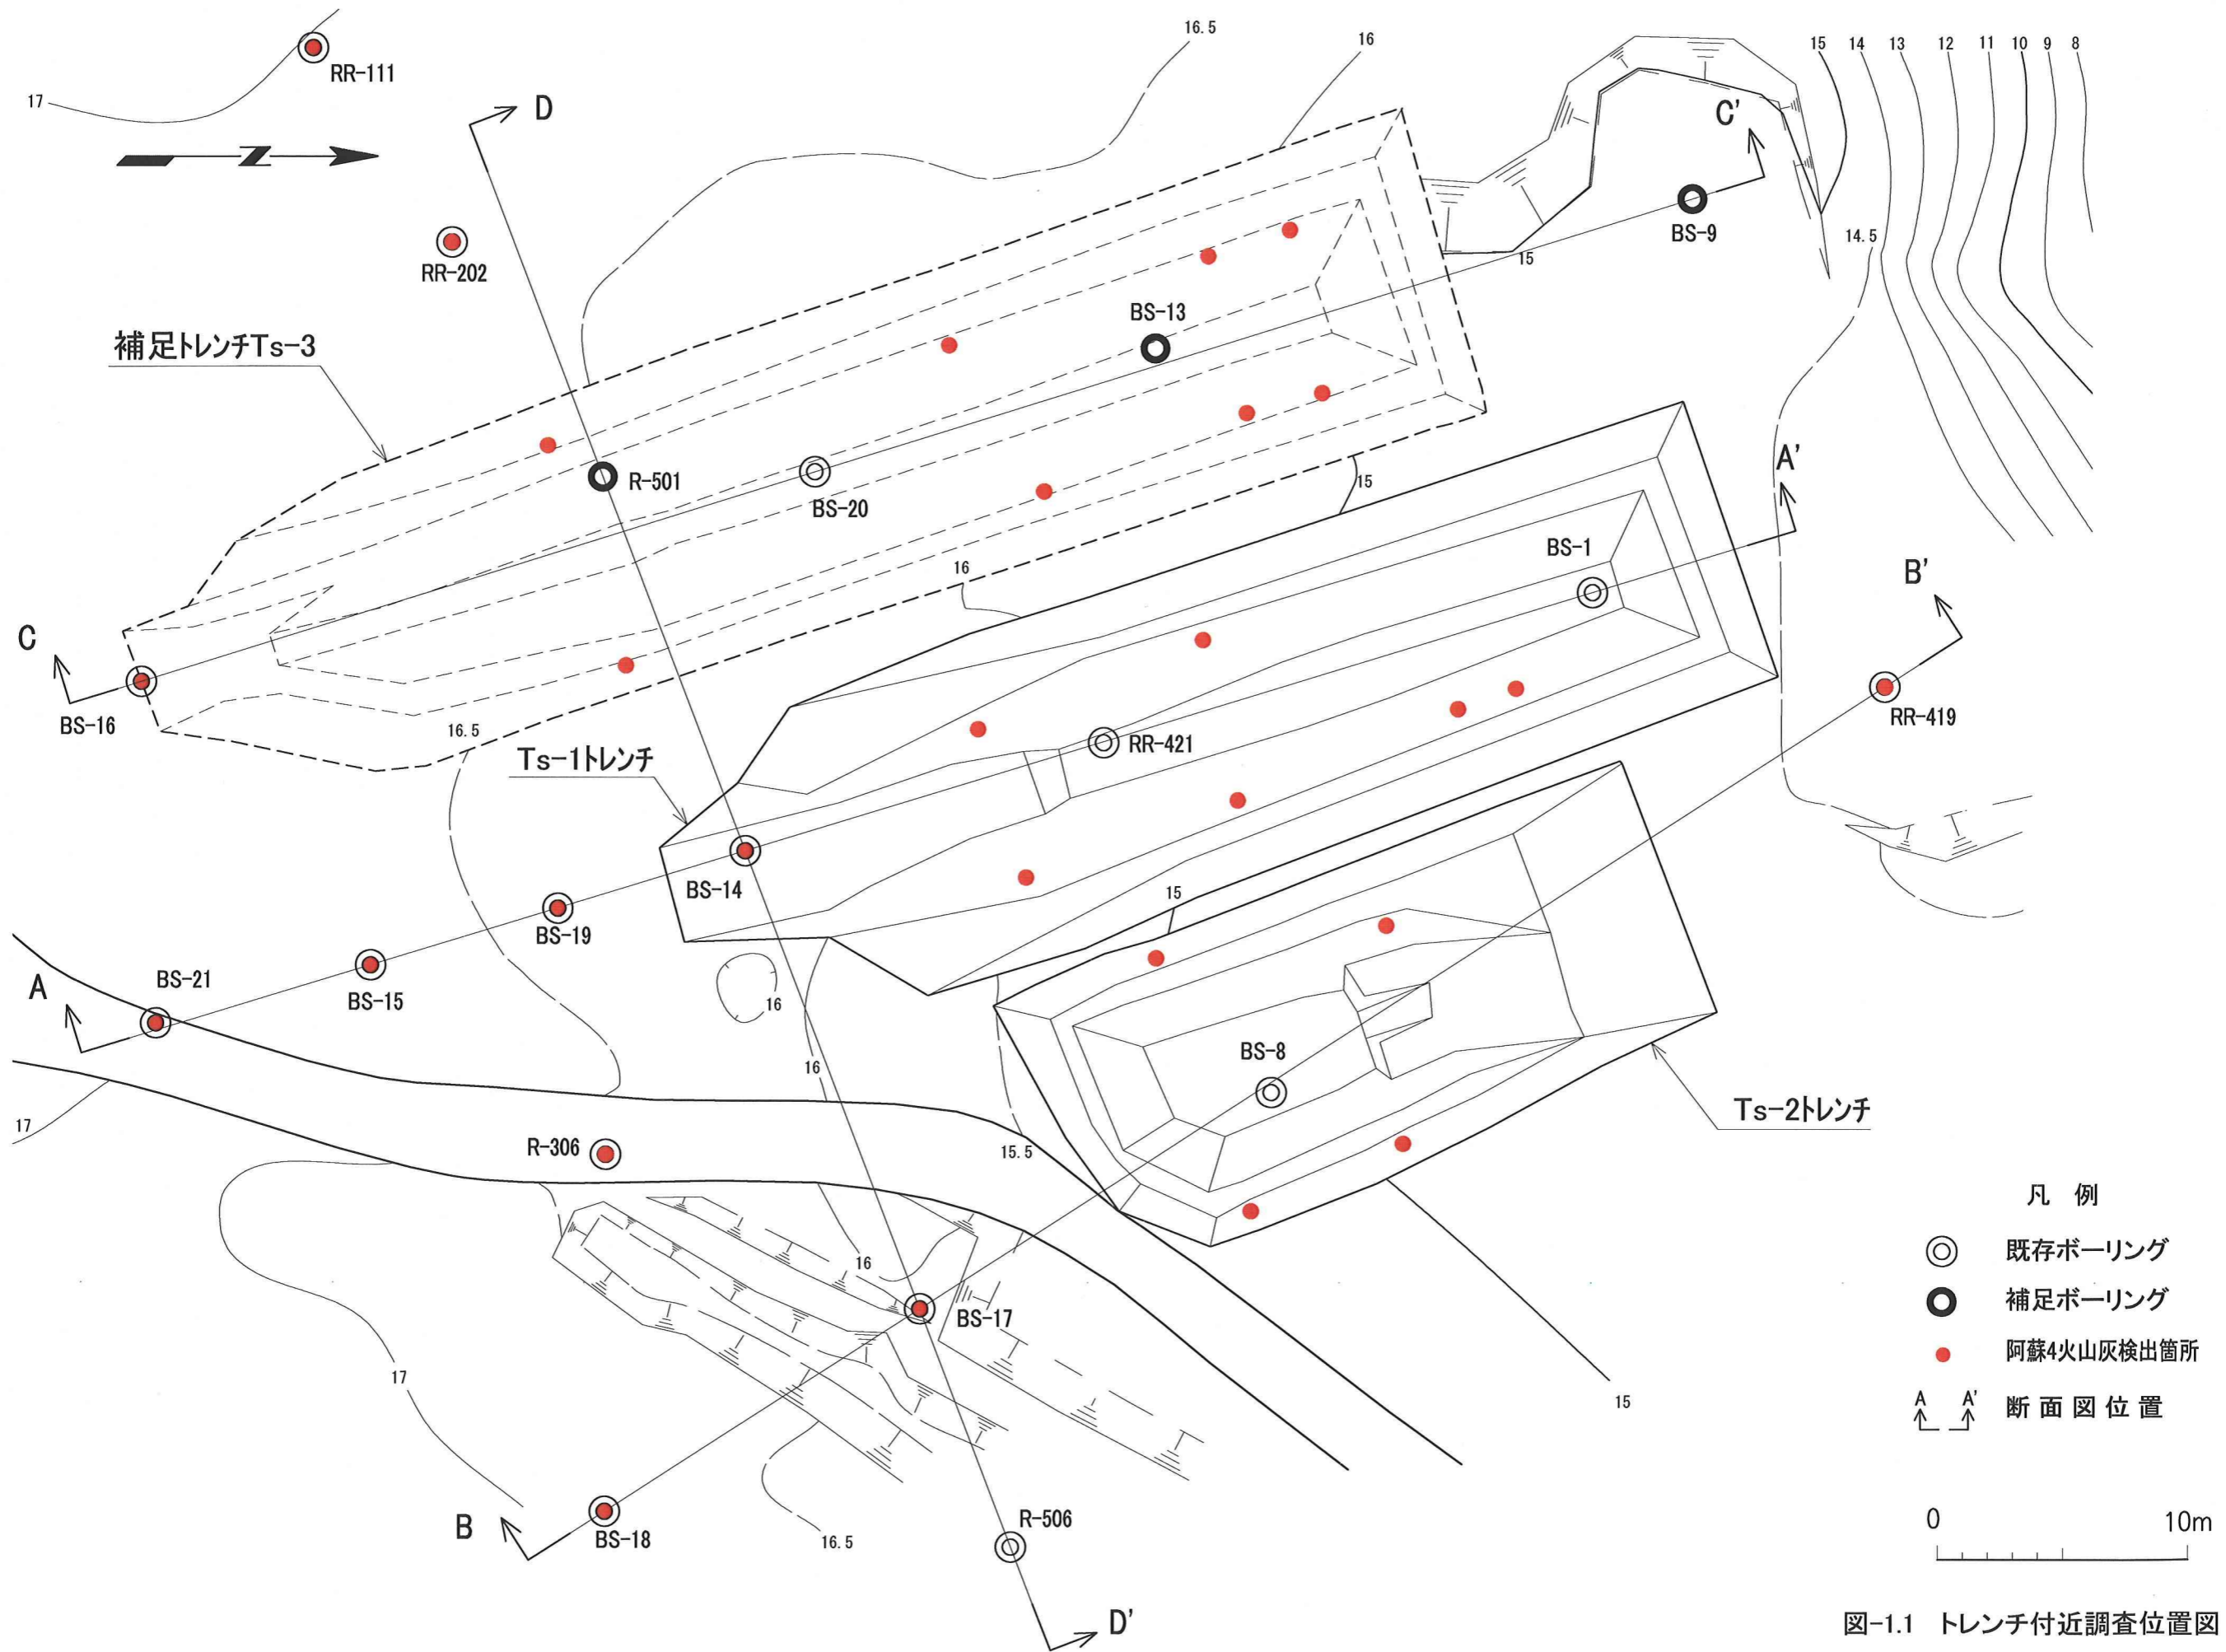 16.5
16
15
14
13
12
11
10
9
8
RR-111
17
D
C'
N
BS-9
14.5
15
RR-202
BS-13
補足トレンチTs-3
A'
R-501
15
BS-20
BS-1
16
B'
C
BS-16
16.5
RR-421
RR-419
Ts-1トレンチ
BS-14
15
BS-19
BS-21
A
BS-15
16
BS-8
16
Ts-2トレンチ
17
R-306
15.5
凡 例
既存ボーリング
16
補足ボーリング
BS-17
阿蘇4火山灰検出箇所
17
15
A A'
断面図位置
B
BS-18
R-506
16.5
0 10m
D'
図-1.1 トレンチ付近調査位置図